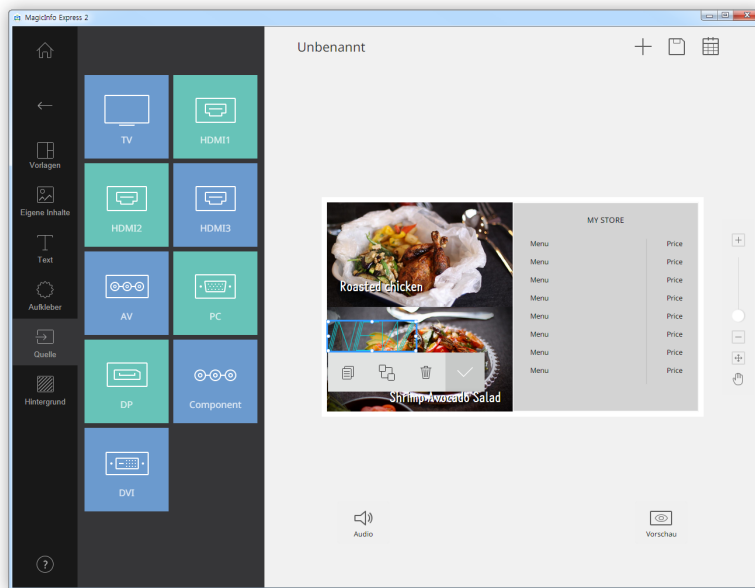 MagicInfo Express 2
Unbenannt
Vorlagen
Eigene Inhalte
Text
Aufkleber
Quelle
Hintergrund
?
TV
HDMI1
HDMI2
HDMI3
AV
PC
DP
Component
DVI
Roasted chicken
Shrimp Avocado Salad
MY STORE
Menu Price
Menu Price
Menu Price
Menu Price
Menu Price
Menu Price
Menu Price
Menu Price
Audio
Vorschau